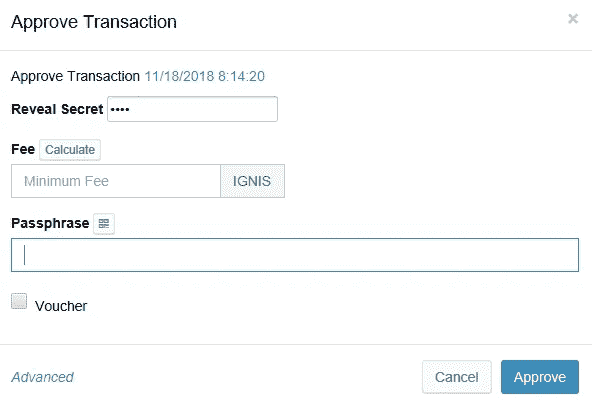 Approve Transaction ×
Approve Transaction 11/18/2018 8:14:20
Reveal Secret ••••
Fee Calculate
Minimum Fee IGNIS
Passphrase
Voucher
Advanced Cancel Approve